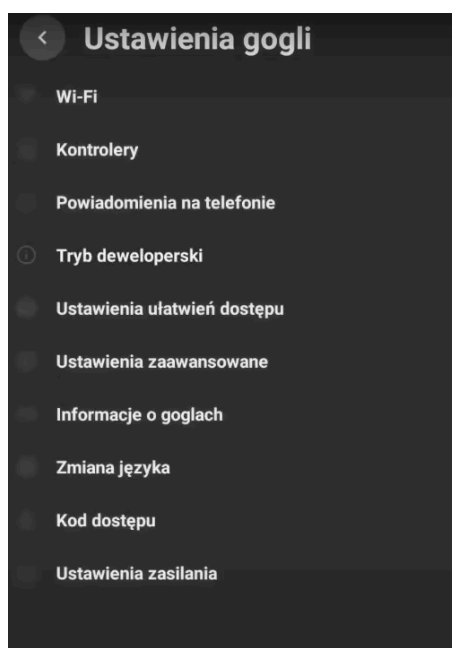 Ustawienia gogli
Wi-Fi
Kontrolery
Powiadomienia na telefonie
Tryb deweloperski
Ustawienia ułatwień dostępu
Ustawienia zaawansowane
Informacje o goglach
Zmiana języka
Kod dostępu
Ustawienia zasilania